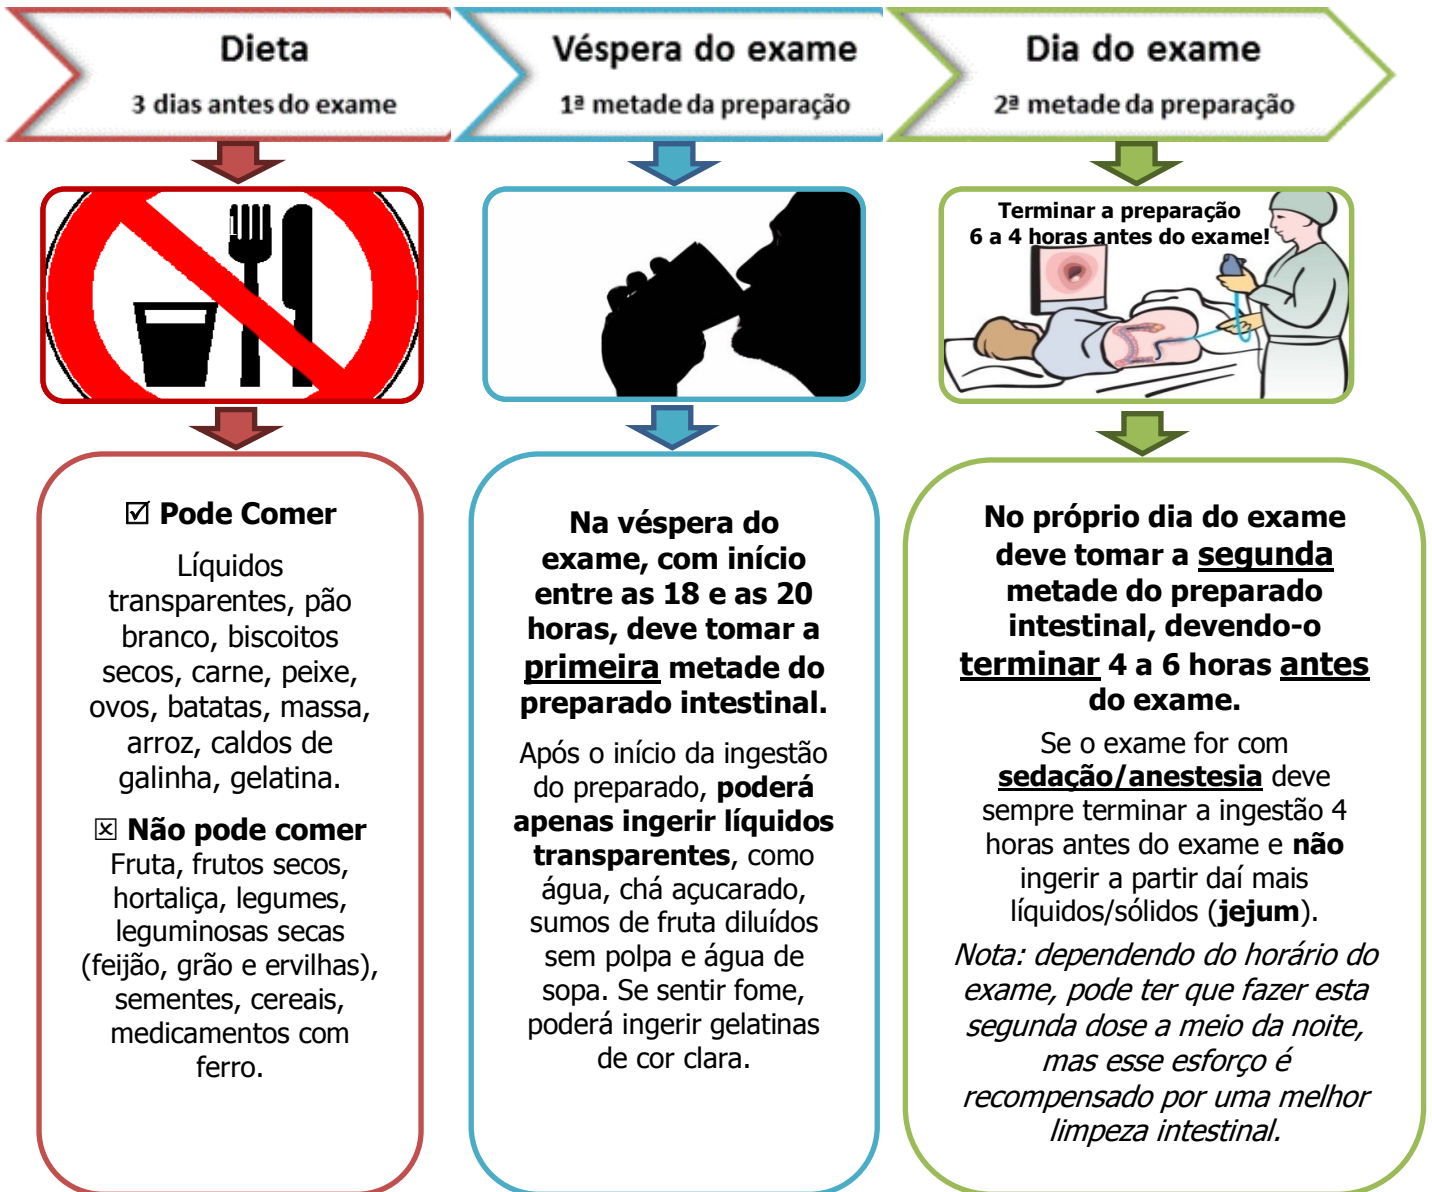 Dieta
3 dias antes do exame
Véspera do exame
1ª metade da preparação
Dia do exame
2ª metade da preparação
Terminar a preparação
6 a 4 horas antes do exame!
☑ Pode Comer
Líquidos
transparentes, pão
branco, biscoitos
secos, carne, peixe,
ovos, batatas, massa,
arroz, caldos de
galinha, gelatina.
☒ Não pode comer
Fruta, frutos secos,
hortaliça, legumes,
leguminosas secas
(feijão, grão e ervilhas),
sementes, cereais,
medicamentos com
ferro.
Na véspera do
exame, com início
entre as 18 e as 20
horas, deve tomar a
primeira metade do
preparado intestinal.
Após o início da ingestão
do preparado, poderá
apenas ingerir líquidos
transparentes, como
água, chá açucarado,
sumos de fruta diluídos
sem polpa e água de
sopa. Se sentir fome,
poderá ingerir gelatinas
de cor clara.
No próprio dia do exame
deve tomar a segunda
metade do preparado
intestinal, devendo-o
terminar 4 a 6 horas antes
do exame.
Se o exame for com
sedação/anestesia deve
sempre terminar a ingestão 4
horas antes do exame e não
ingerir a partir daí mais
líquidos/sólidos (jejum).
Nota: dependendo do horário do
exame, pode ter que fazer esta
segunda dose a meio da noite,
mas esse esforço é
recompensado por uma melhor
limpeza intestinal.